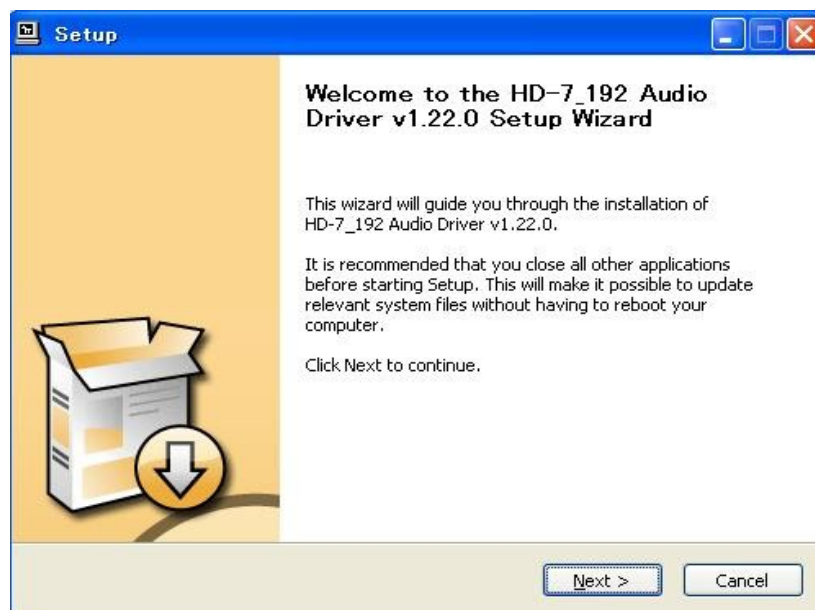 Setup
Welcome to the HD-7_192 Audio
Driver v1.22.0 Setup Wizard
This wizard will guide you through the installation of
HD-7_192 Audio Driver v1.22.0.
It is recommended that you close all other applications
before starting Setup. This will make it possible to update
relevant system files without having to reboot your
computer.
Click Next to continue.
Next >
Cancel